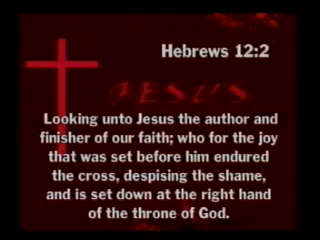 Hebrews 12:2
JESUS
Looking unto Jesus the author and
finisher of our faith; who for the joy
that was set before him endured
the cross, despising the shame,
and is set down at the right hand
of the throne of God.